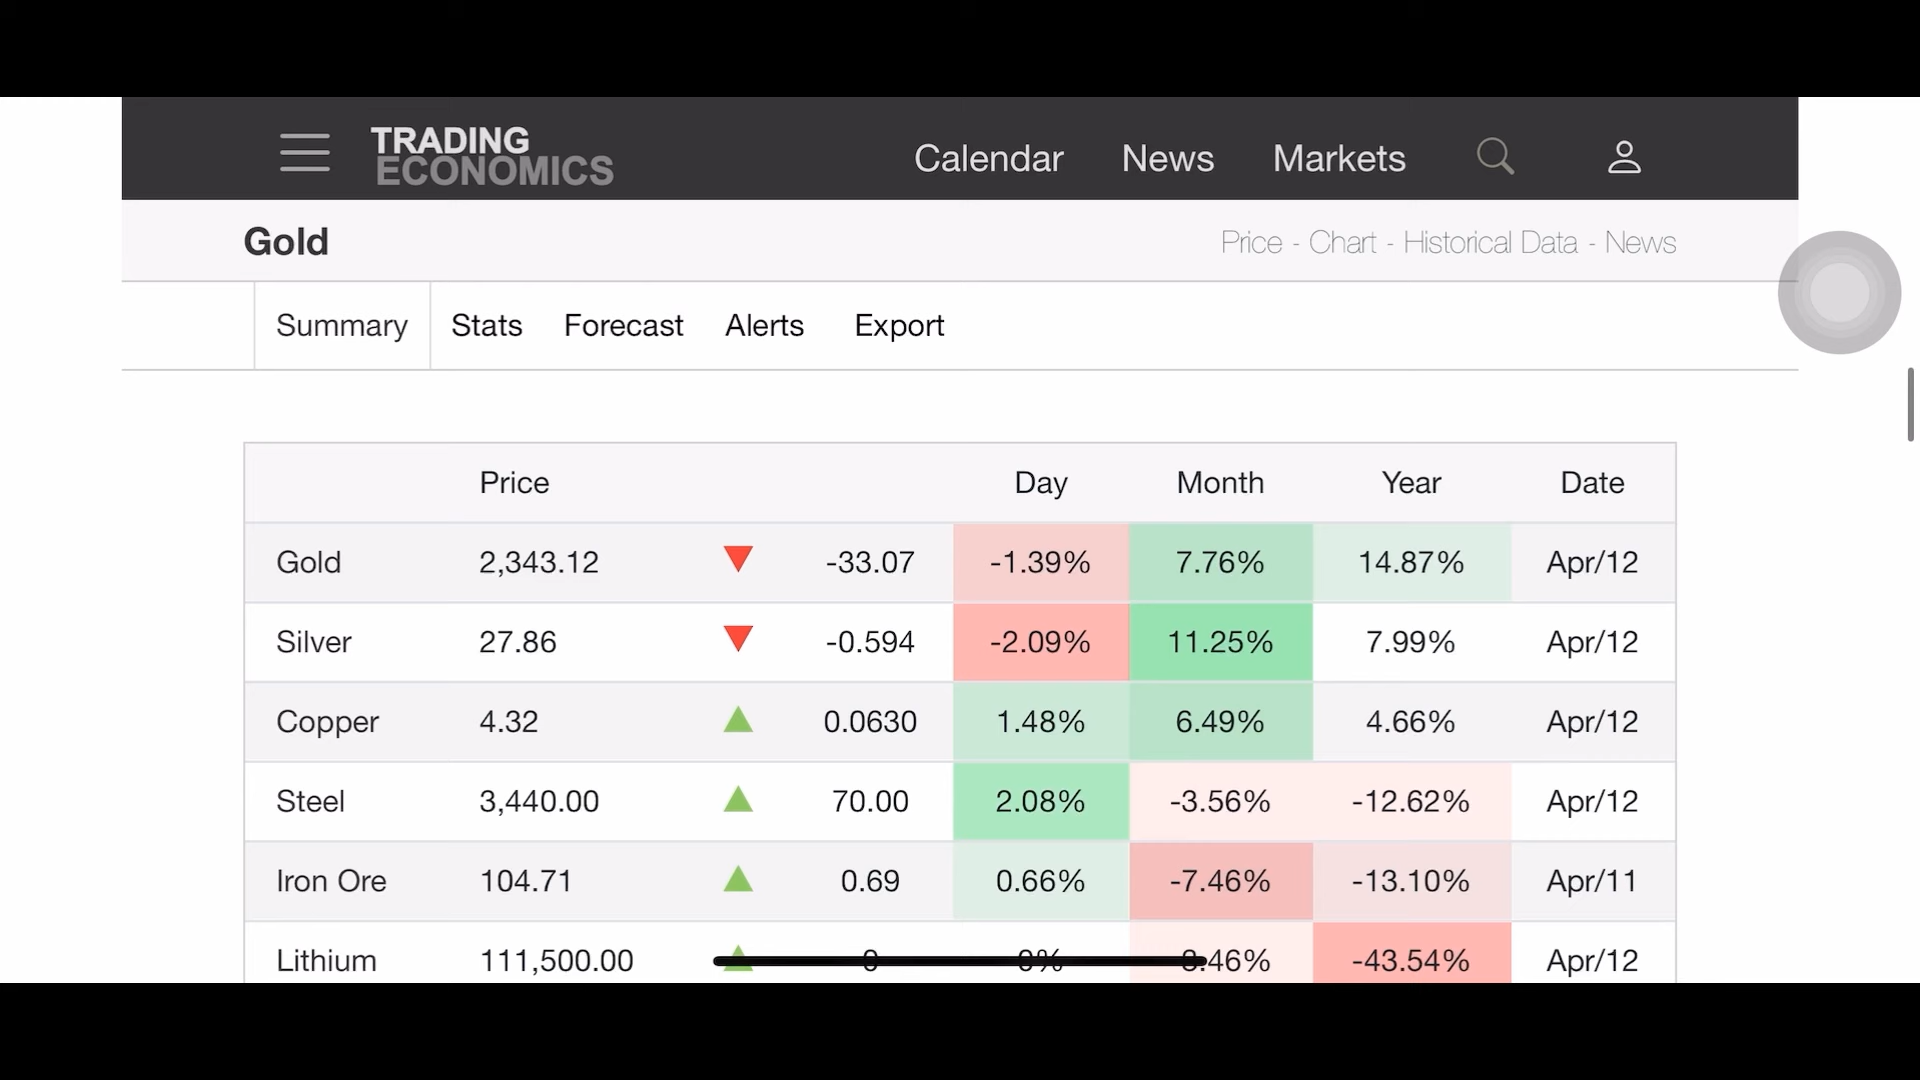 TRADING
ECONOMICS
Calendar News Markets
Gold
Price - Chart - Historical Data - News
Summary Stats Forecast Alerts Export
Price Day Month Year Date
Gold 2,343.12 -33.07 -1.39% 7.76% 14.87% Apr/12
Silver 27.86 -0.594 -2.09% 11.25% 7.99% Apr/12
Copper 4.32 0.0630 1.48% 6.49% 4.66% Apr/12
Steel 3,440.00 70.00 2.08% -3.56% -12.62% Apr/12
Iron Ore 104.71 0.69 0.66% -7.46% -13.10% Apr/11
Lithium 111,500.00 0 0% -43.54% Apr/12